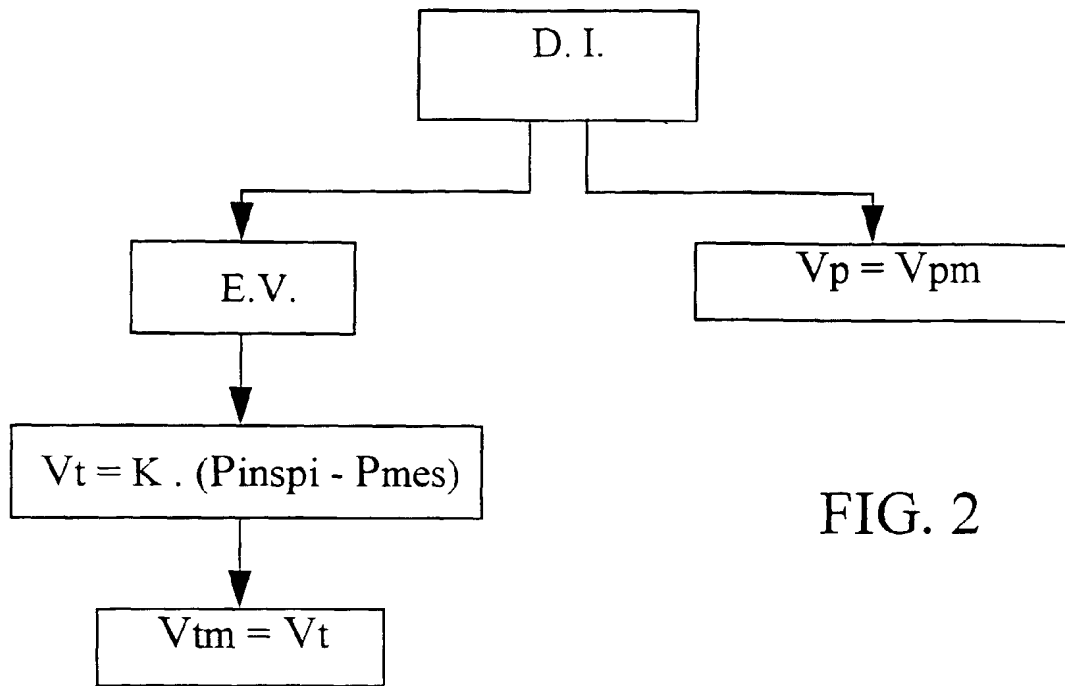 D. I.
E.V.
Vp = Vpm
Vt = K . (Pinspi - Pmes)
FIG. 2
Vtm = Vt